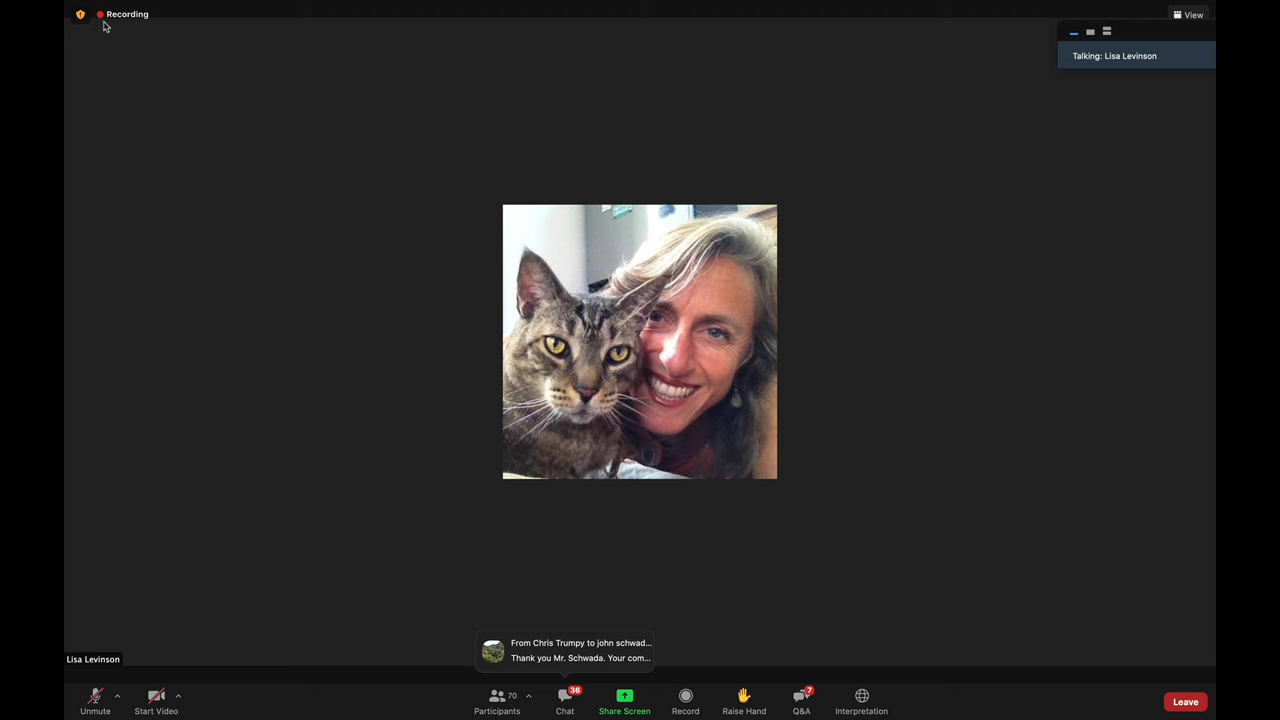 Recording
View
Talking: Lisa Levinson
From Chris Trumpy to john schwad...
Thank you Mr. Schwada. Your com...
Lisa Levinson
70
36
7
Unmute
Start Video
Participants
Chat
Share Screen
Record
Raise Hand
Q&A
Interpretation
Leave